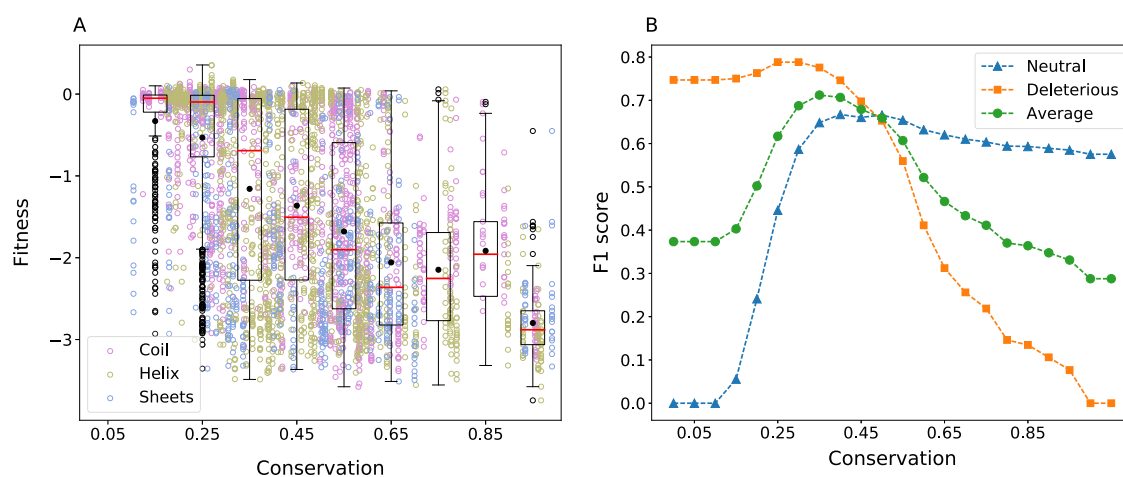 A
Fitness
0
−1
−2
−3
Coil
Helix
Sheets
0.05 0.25 0.45 0.65 0.85
Conservation
B
F1 score
0.8
0.7
0.6
0.5
0.4
0.3
0.2
0.1
0.0
Neutral
Deleterious
Average
0.05 0.25 0.45 0.65 0.85
Conservation